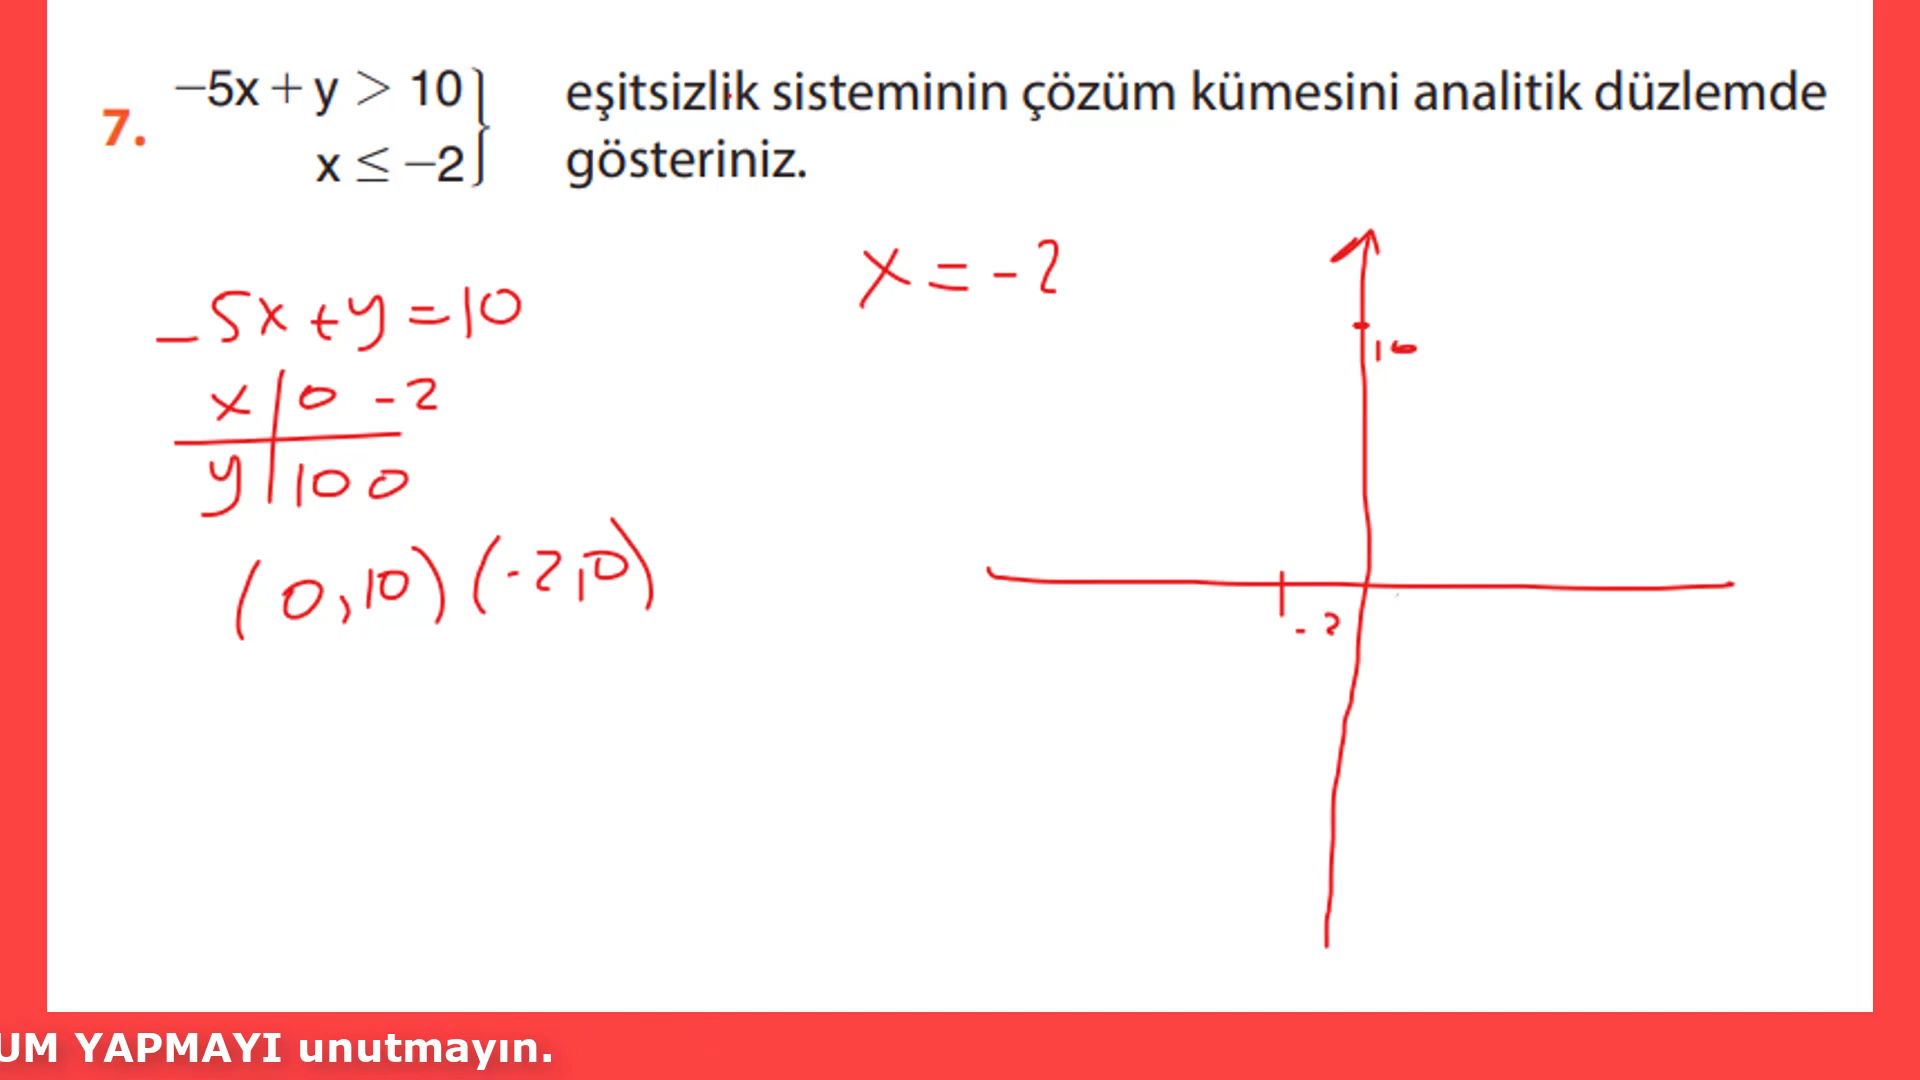 7. −5x + y > 10
x ≤ −2
eşitsizlik sisteminin çözüm kümesini analitik düzlemde
gösteriniz.
-5x + y = 10
x | 0 -2
y | 10 0
(0,10) (-2,0)
x = -2
10
-2
UM YAPMAYI unutmayın.